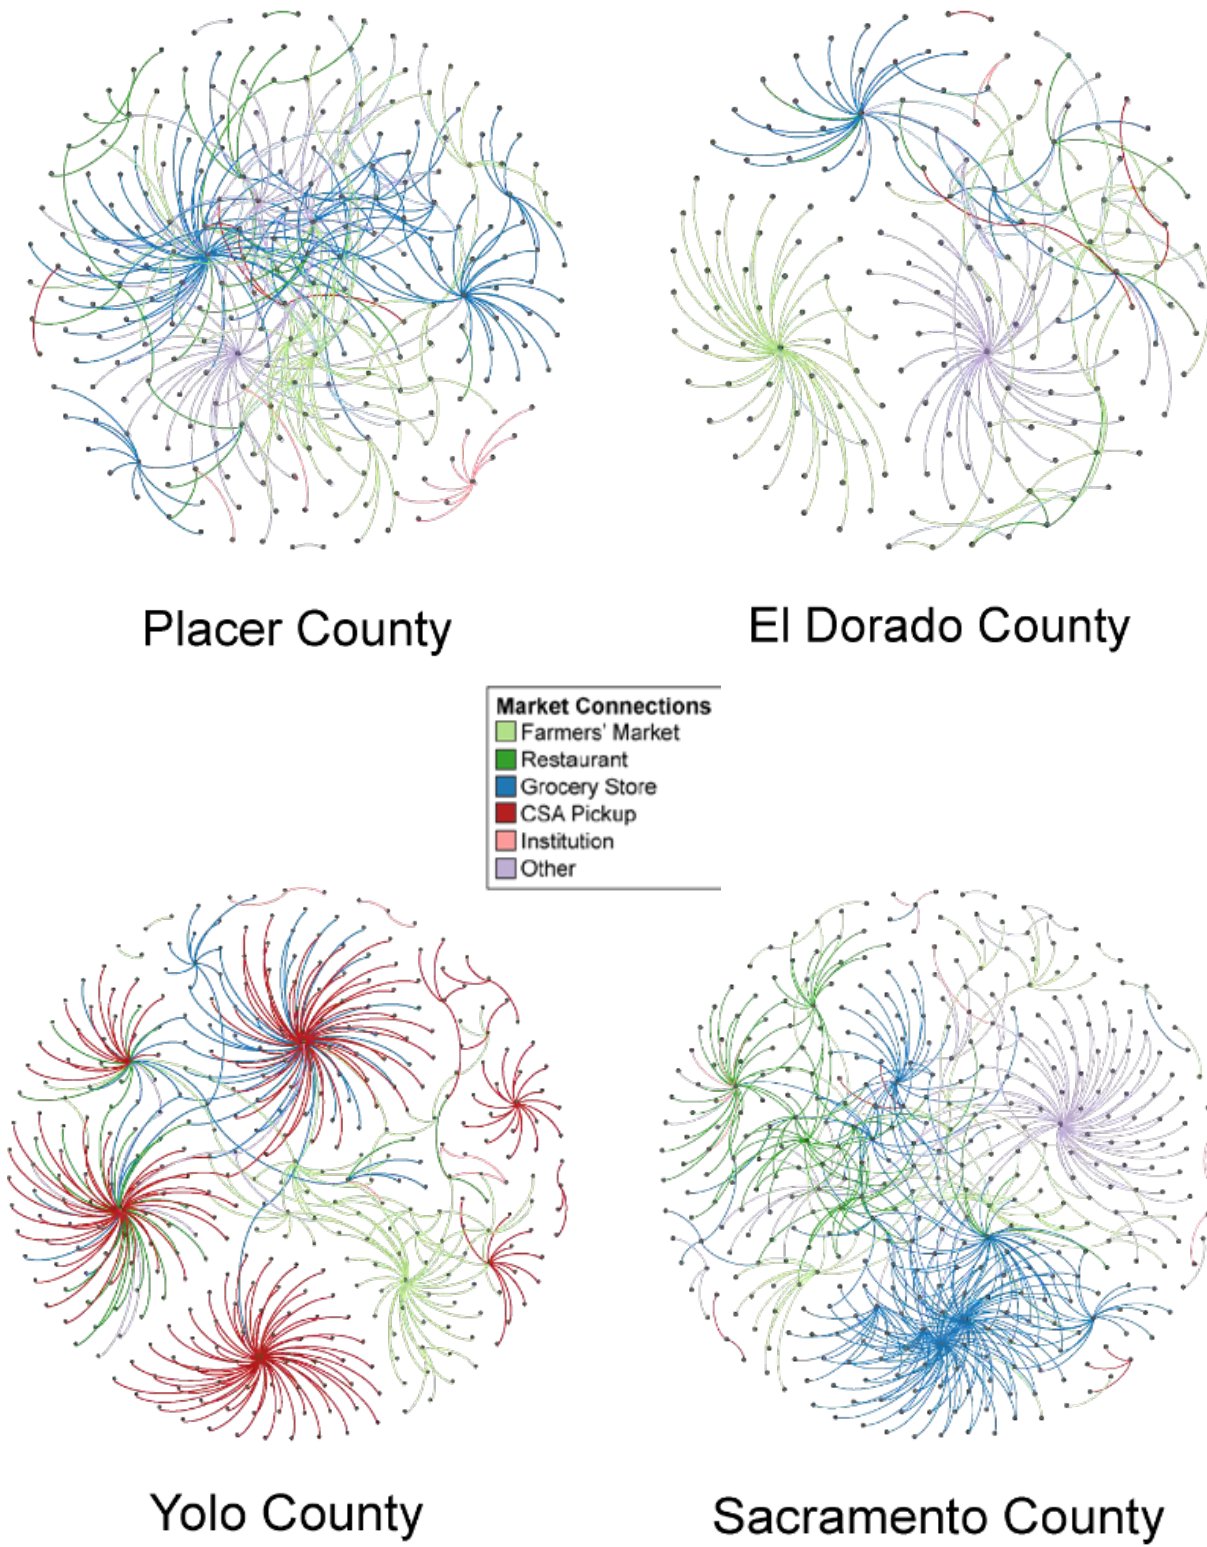 Placer County
El Dorado County
Market Connections
Farmers' Market
Restaurant
Grocery Store
CSA Pickup
Institution
Other
Yolo County
Sacramento County